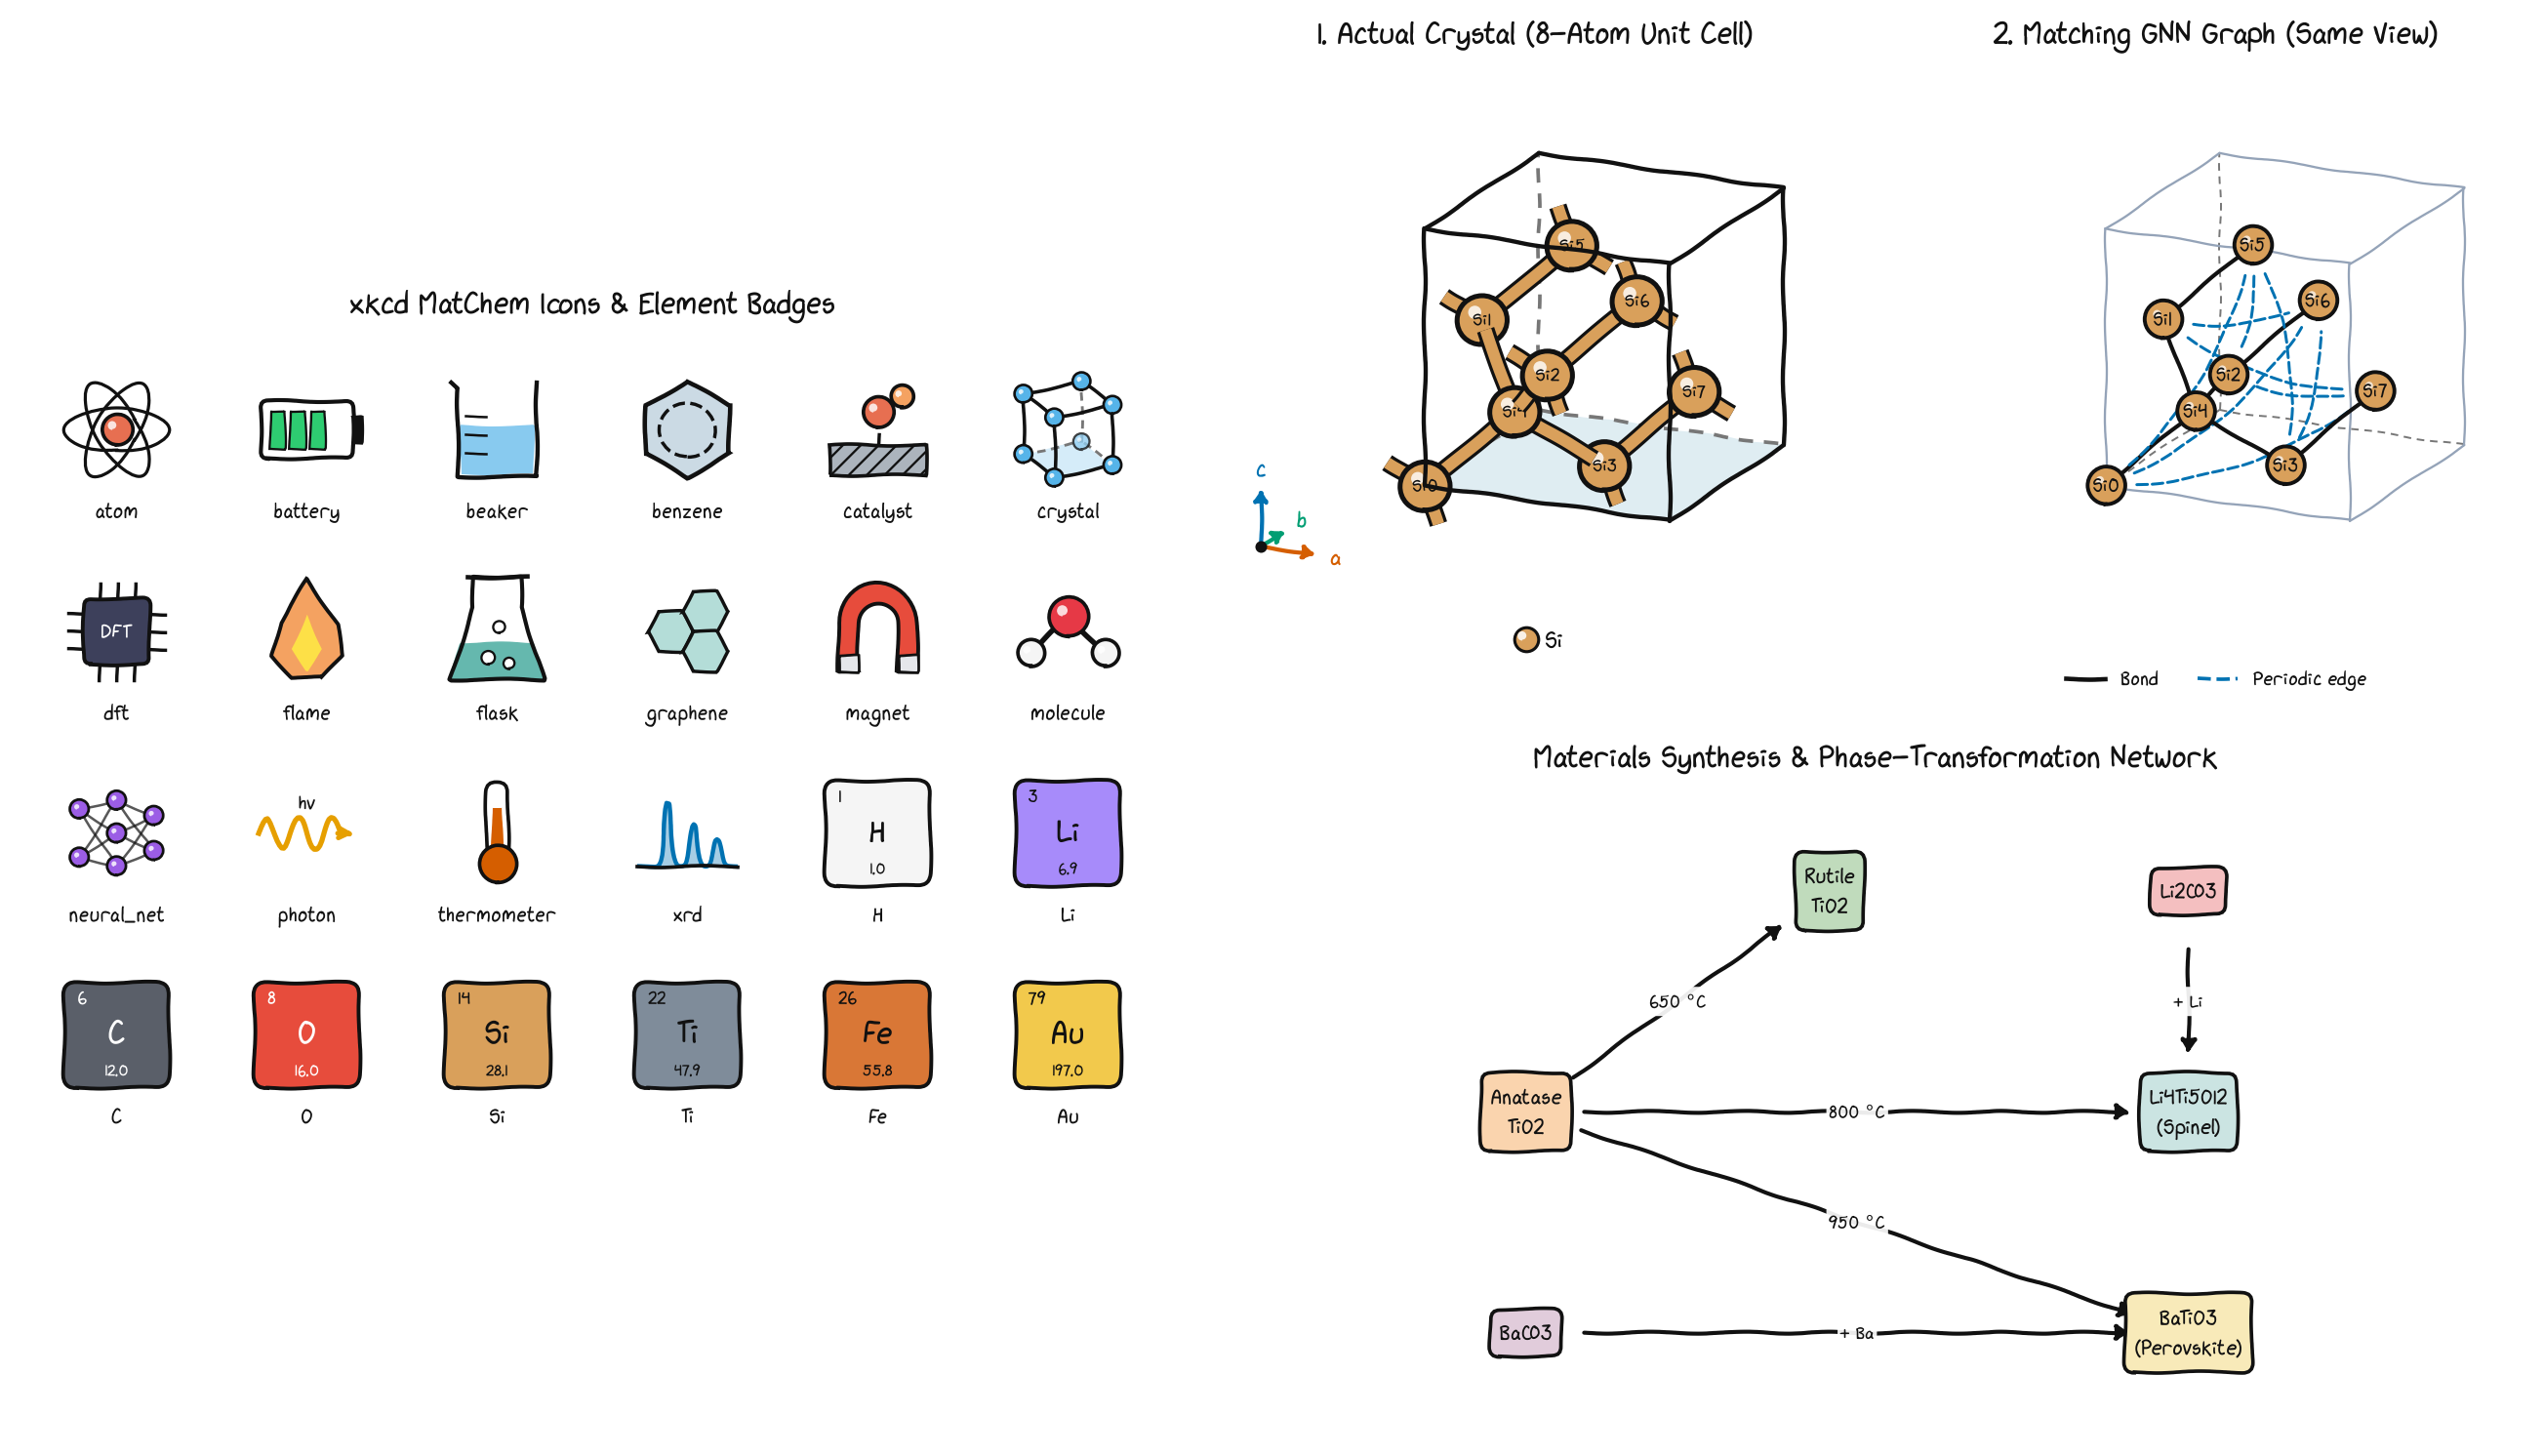 xkcd MatChem Icons & Element Badges
atom
battery
beaker
benzene
catalyst
crystal
DFT
dft
flame
flask
graphene
magnet
molecule
neural_net
hν
photon
thermometer
xrd
1
H
1.0
H
3
Li
6.9
Li
6
C
12.0
C
8
O
16.0
O
14
Si
28.1
Si
22
Ti
47.9
Ti
26
Fe
55.8
Fe
79
Au
197.0
Au
1. Actual Crystal (8-Atom Unit Cell)
Si5
Si6
Si1
Si2
Si7
Si4
Si3
Si0
c
b
a
Si
2. Matching GNN Graph (Same View)
Si5
Si6
Si1
Si2
Si7
Si4
Si3
Si0
Bond
Periodic edge
Materials Synthesis & Phase-Transformation Network
Rutile
TiO2
Li2CO3
650 °C
+ Li
Anatase
TiO2
800 °C
Li4Ti5O12
(Spinel)
950 °C
BaCO3
+ Ba
BaTiO3
(Perovskite)